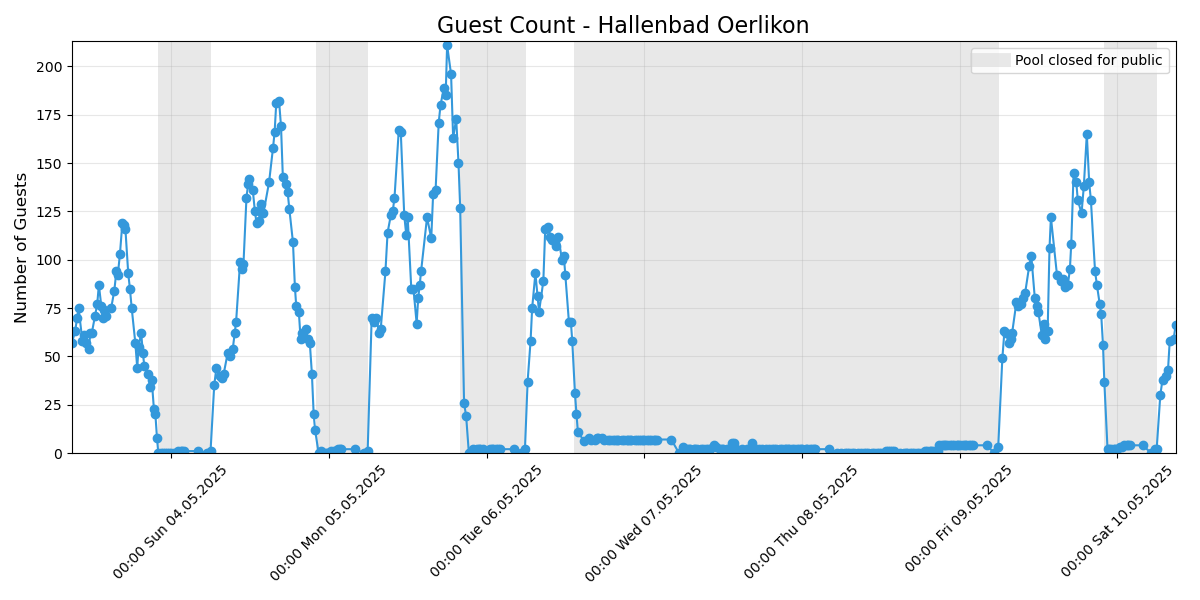 Guest Count - Hallenbad Oerlikon
Pool closed for public
Number of Guests
200
175
150
125
100
75
50
25
0
00:00 Sun 04.05.2025
00:00 Mon 05.05.2025
00:00 Tue 06.05.2025
00:00 Wed 07.05.2025
00:00 Thu 08.05.2025
00:00 Fri 09.05.2025
00:00 Sat 10.05.2025